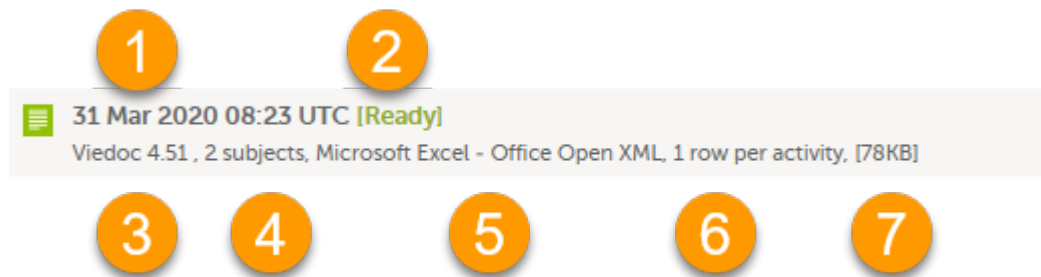 1 2
31 Mar 2020 08:23 UTC [Ready]
Viedoc 4.51 , 2 subjects, Microsoft Excel - Office Open XML, 1 row per activity, [78KB]
3 4 5 6 7